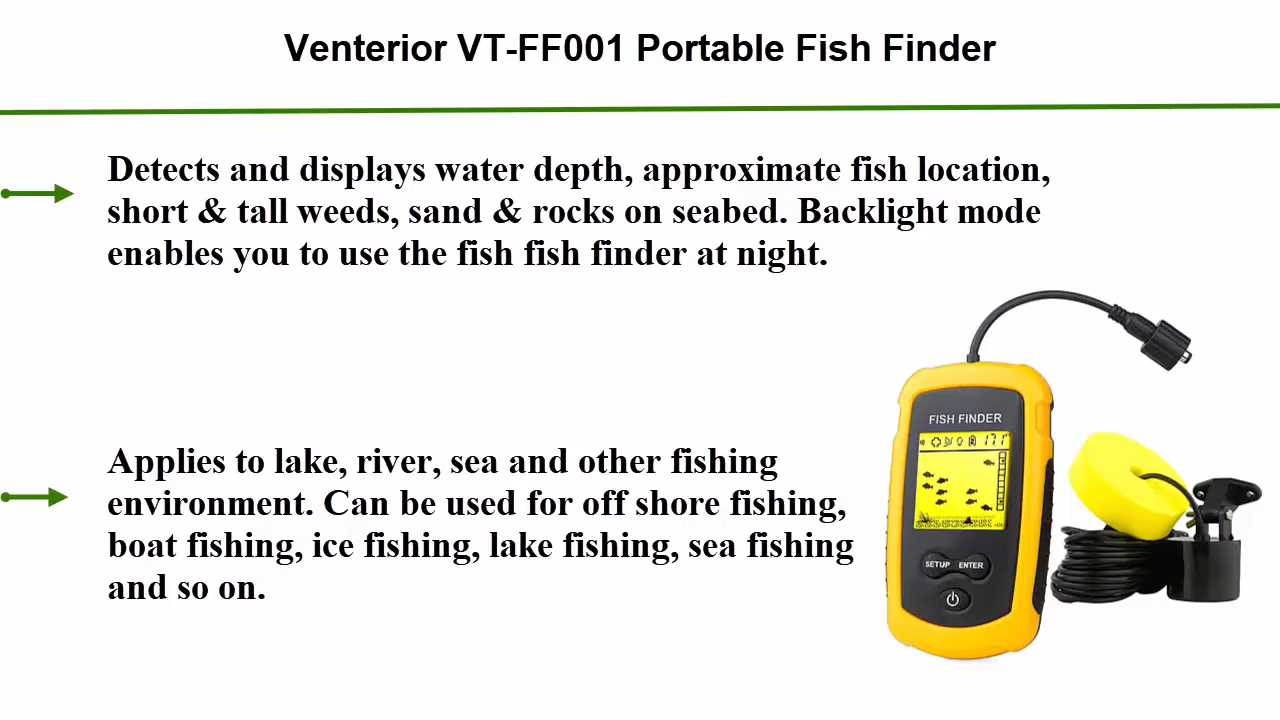 Venterior VT-FF001 Portable Fish Finder
Detects and displays water depth, approximate fish location,
short & tall weeds, sand & rocks on seabed. Backlight mode
enables you to use the fish fish finder at night.
Applies to lake, river, sea and other fishing
environment. Can be used for off shore fishing,
boat fishing, ice fishing, lake fishing, sea fishing
and so on.
FISH FINDER
SETUP ENTER